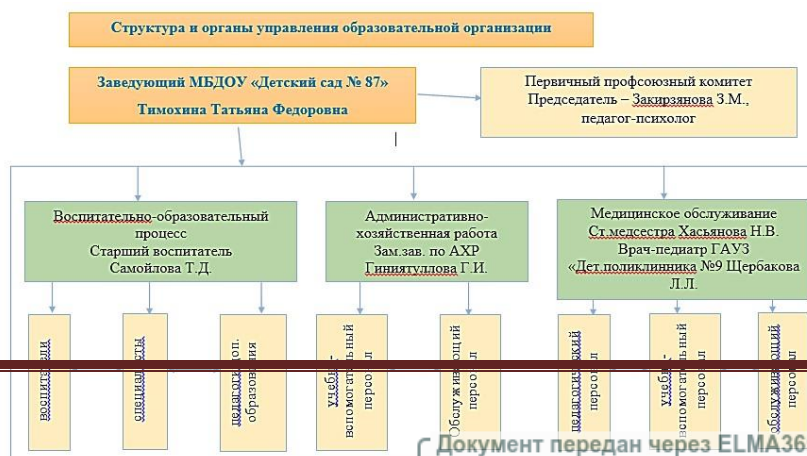 Структура и органы управления образовательной организации
Заведующий МБДОУ «Детский сад № 87»
Тимохина Татьяна Федоровна
Первичный профсоюзный комитет
Председатель – Закирзянова З.М.,
педагог-психолог
Воспитательно-образовательный
процесс
Старший воспитатель
Самойлова Т.Д.
Административно-
хозяйственная работа
Зам.зав. по АХР
Гиниятуллова Г.И.
Медицинское обслуживание
Ст.медсестра Хасьянова Н.В.
Врач-педиатр ГАУЗ
«Дет.поликлинника №9 Щербакова
Л.Л.
воспитатели
специалисты
педагоги доп.
образования
учебно-
вспомогательный
персонал
Обслуживающий
персонал
педагогический
персонал
учебно-
вспомогательный
персонал
обслуживающий
персонал
Документ передан через ELMA36